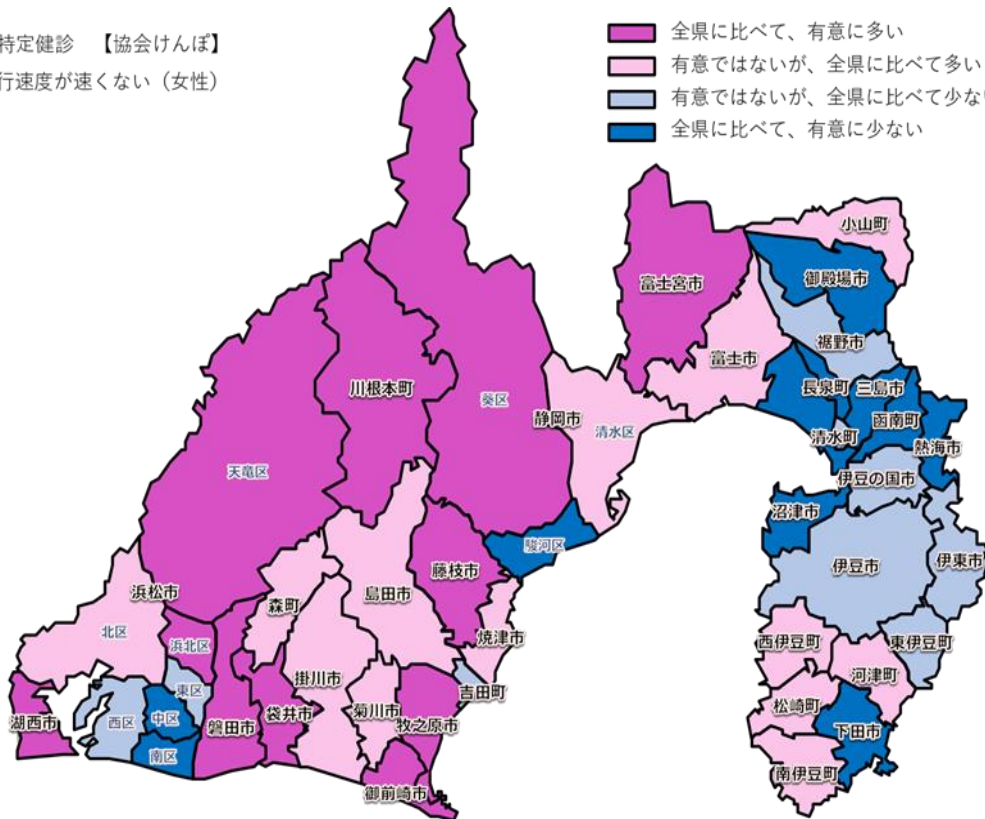 特定健診 【協会けんぽ】
行速度が速くない（女性）
全県に比べて、有意に多い
有意ではないが、全県に比べて多い
有意ではないが、全県に比べて少ない
全県に比べて、有意に少ない
小山町
御殿場市
富士宮市
裾野市
富士市
長泉町
三島市
川根本町
葵区
静岡市
清水区
函南町
清水町
熱海市
天竜区
伊豆の国市
沼津市
駿河区
伊豆市
伊東市
藤枝市
浜松市
島田市
森町
北区
焼津市
浜北区
西伊豆町
東伊豆町
掛川市
河津町
東区
吉田町
菊川市
松崎町
湖西市
西区
中区
磐田市
袋井市
牧之原市
下田市
南区
南伊豆町
御前崎市